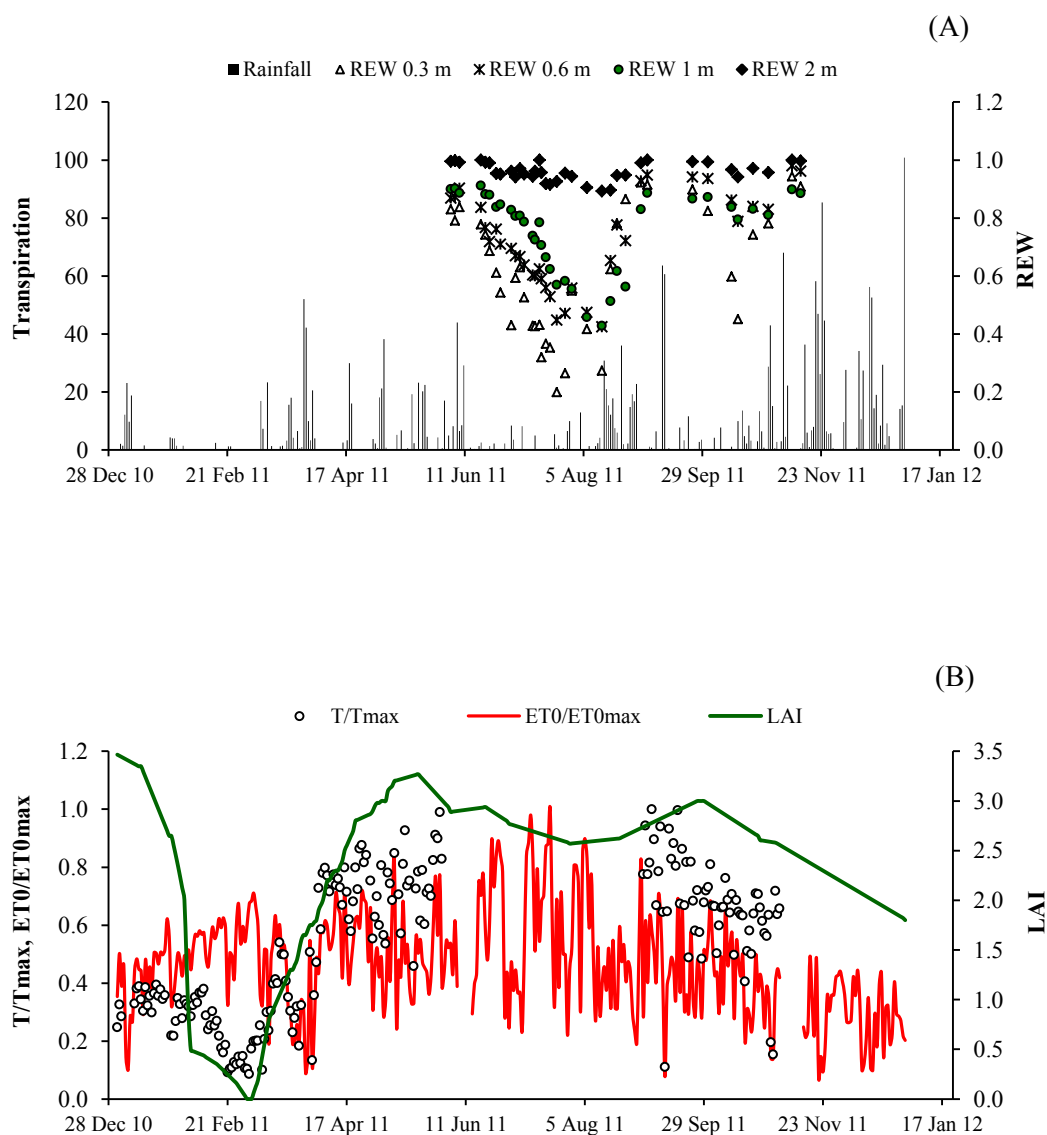 (A)
Rainfall REW 0.3 m REW 0.6 m REW 1 m REW 2 m
120 1.2
100 1.0
80 0.8
60 0.6
40 0.4
20 0.2
0 0.0
Transpiration
REW
28 Dec 10 21 Feb 11 17 Apr 11 11 Jun 11 5 Aug 11 29 Sep 11 23 Nov 11 17 Jan 12
(B)
T/Tmax ET0/ET0max LAI
1.2 3.5
3.0
1.0
2.5
0.8
2.0
0.6
1.5
0.4
1.0
0.2
0.5
0.0 0.0
T/Tmax, ET0/ET0max
LAI
28 Dec 10 21 Feb 11 17 Apr 11 11 Jun 11 5 Aug 11 29 Sep 11 23 Nov 11 17 Jan 12